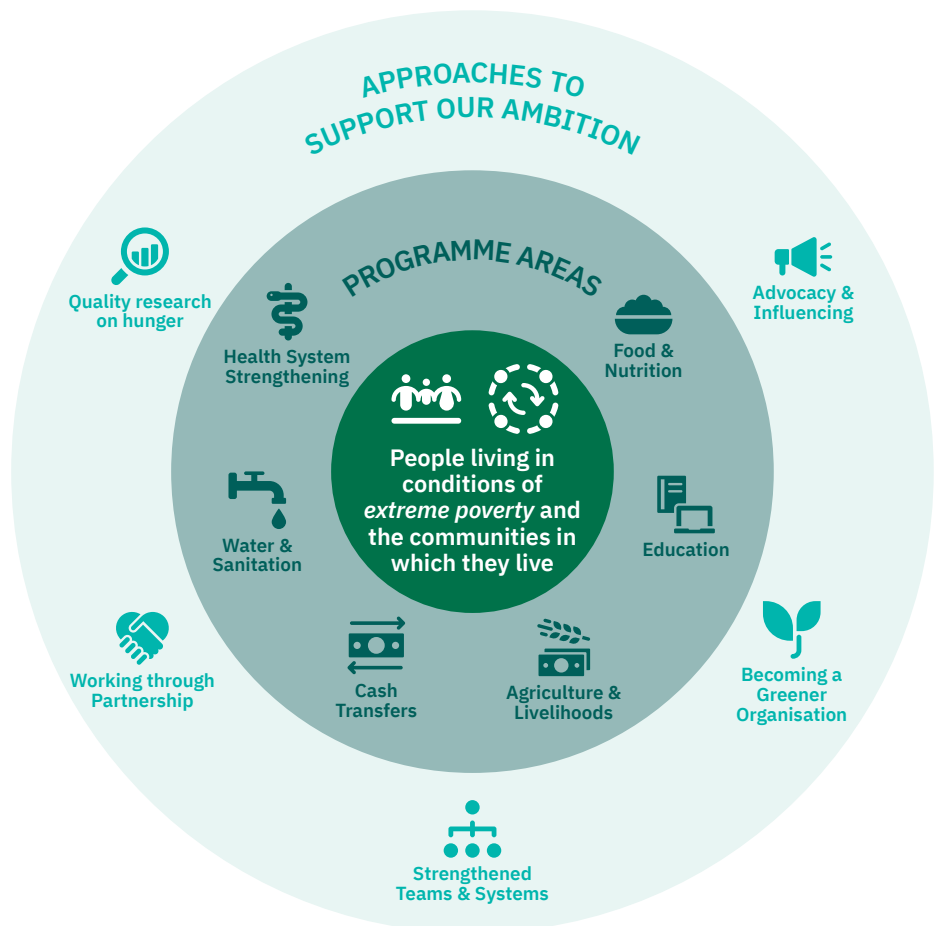 APPROACHES TO
SUPPORT OUR AMBITION
PROGRAMME AREAS
Quality research
on hunger
Advocacy &
Influencing
Health System
Strengthening
Food &
Nutrition
People living in
conditions of
extreme poverty and
the communities in
which they live
Water &
Sanitation
Education
Working through
Partnership
Cash
Transfers
Agriculture &
Livelihoods
Becoming a
Greener
Organisation
Strengthened
Teams & Systems